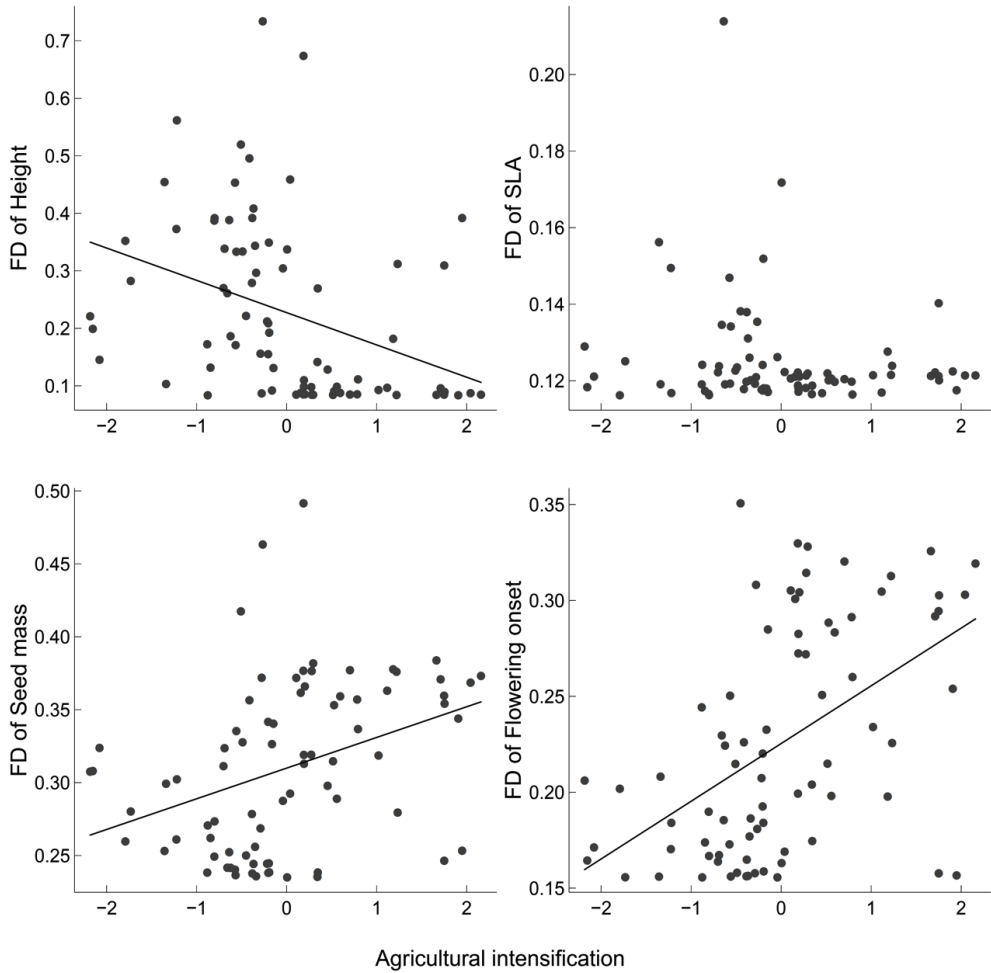 FD of Height
0.7
0.6
0.5
0.4
0.3
0.2
0.1
−2 −1 0 1 2
FD of SLA
0.20
0.18
0.16
0.14
0.12
−2 −1 0 1 2
FD of Seed mass
0.50
0.45
0.40
0.35
0.30
0.25
−2 −1 0 1 2
FD of Flowering onset
0.35
0.30
0.25
0.20
0.15
−2 −1 0 1 2
Agricultural intensification